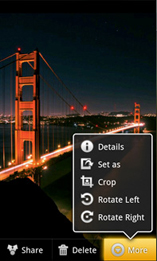 Details
Set as
Crop
Rotate Left
Rotate Right
Share
Delete
More